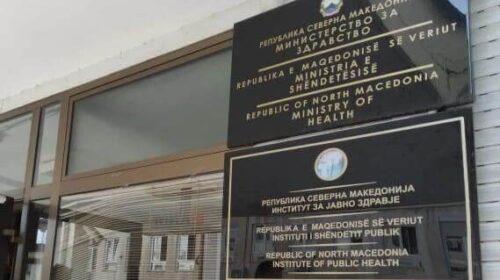 РЕПУБЛИКА СЕВЕРНА МАКЕДОНИЈА
МИНИСТЕРСТВО ЗА
ЗДРАВСТВО
REPUBLIKA E MAQEDONISË SË VERIUT
MINISTRIA E
SHËNDETËSISË
REPUBLIC OF NORTH MACEDONIA
MINISTRY OF
HEALTH
РЕПУБЛИКА СЕВЕРНА МАКЕДОНИЈА
ИНСТИТУТ ЗА ЈАВНО ЗДРАВЈЕ
REPUBLIKA E MAQEDONISË SË VERIUT
INSTITUTI I SHËNDETIT PUBLIK
REPUBLIC OF NORTH MACEDONIA
INSTITUTE OF PUBLIC HEALTH